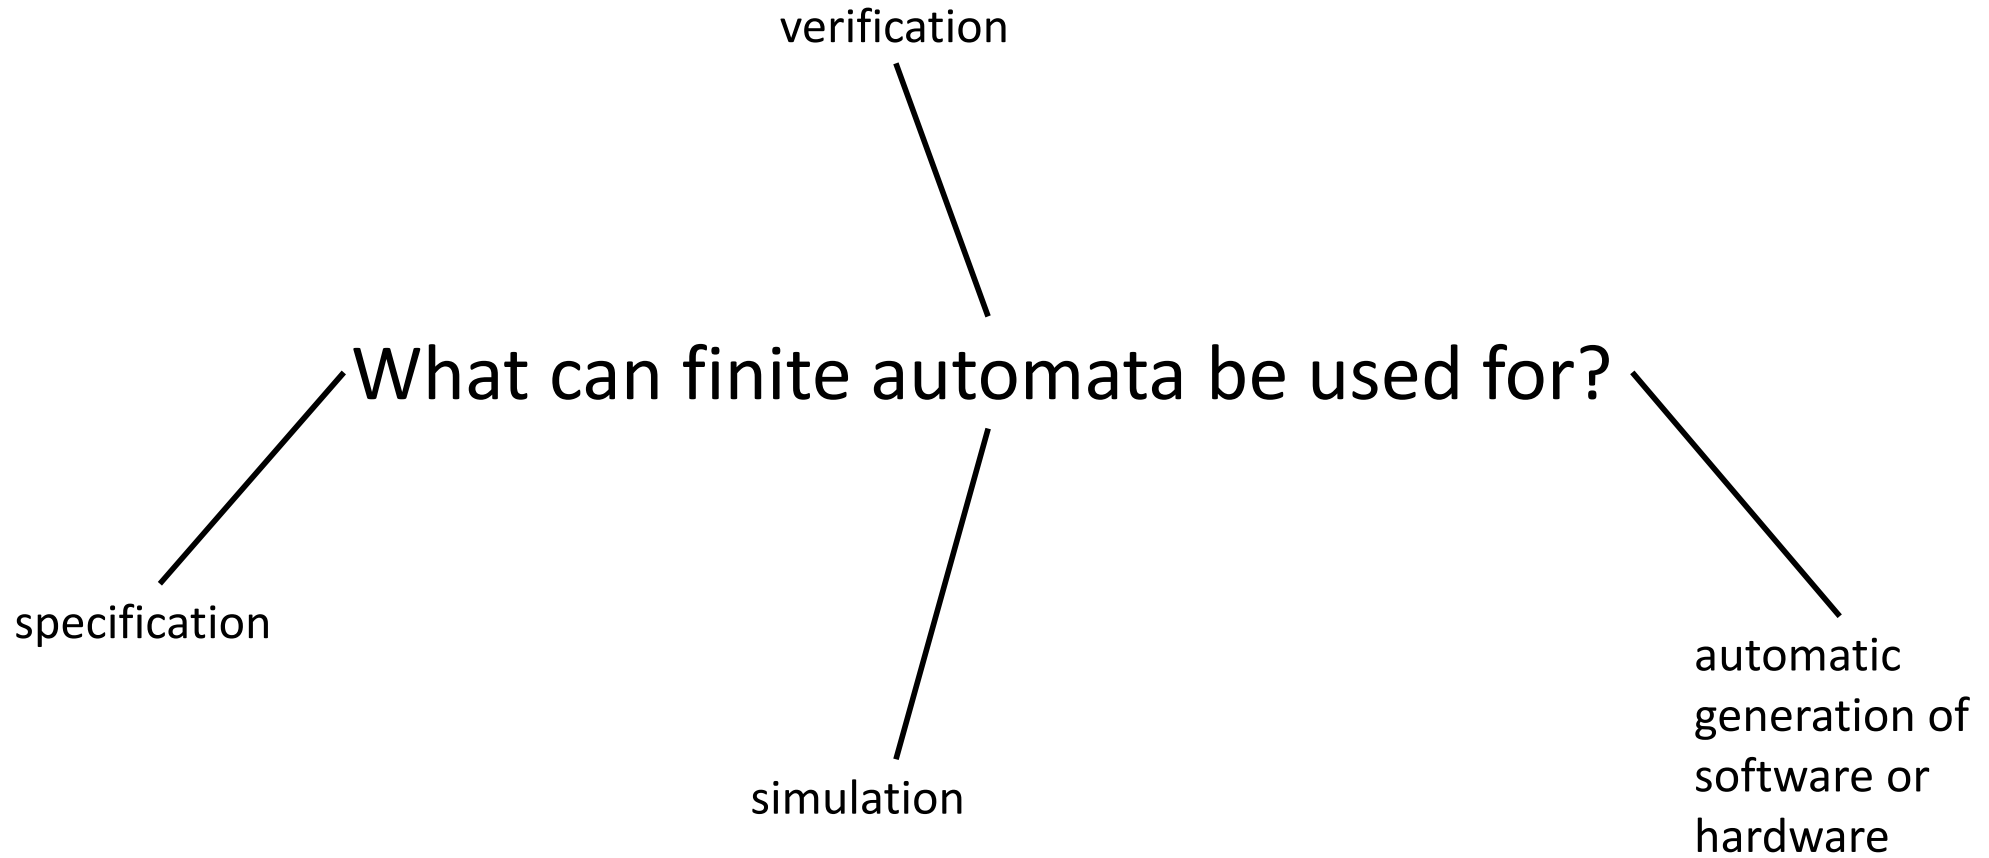 verification
What can finite automata be used for?
specification
simulation
automatic
generation of
software or
hardware